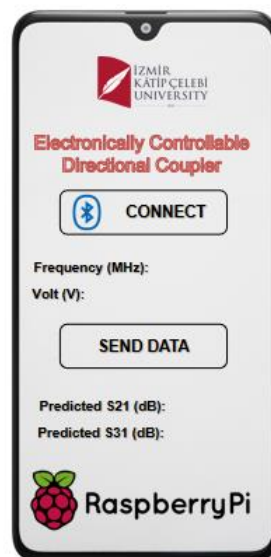 İZMİR
KÂTİP ÇELEBİ
UNIVERSITY
Electronically Controllable
Directional Coupler
CONNECT
Frequency (MHz):
Volt (V):
SEND DATA
Predicted S21 (dB):
Predicted S31 (dB):
RaspberryPi